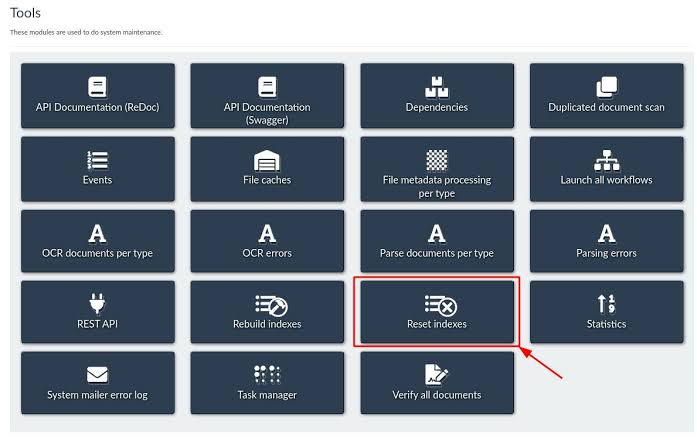 Tools
These modules are used to do system maintenance.
API Documentation (ReDoc)
API Documentation
(Swagger)
Dependencies
Duplicated document scan
Events
File caches
File metadata processing
per type
Launch all workflows
OCR documents per type
OCR errors
Parse documents per type
Parsing errors
REST API
Rebuild indexes
Reset indexes
Statistics
System mailer error log
Task manager
Verify all documents